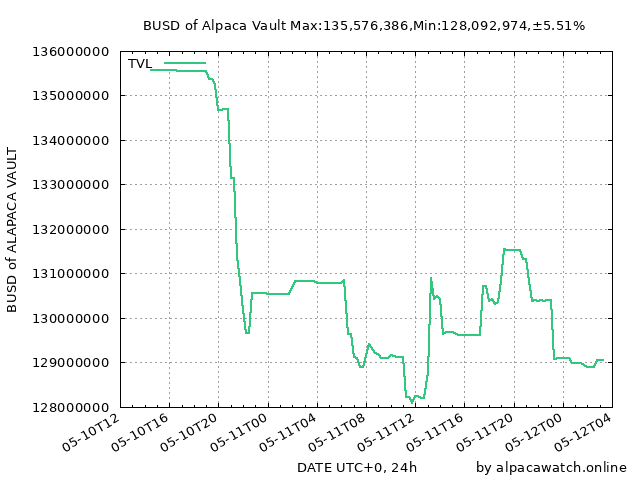 BUSD of Alpaca Vault Max:135,576,386,Min:128,092,974,±5.51%
136000000
TVL
135000000
134000000
133000000
132000000
131000000
130000000
129000000
128000000
BUSD of ALAPACA VAULT
05-10T12
05-10T16
05-10T20
05-11T00
05-11T04
05-11T08
05-11T12
05-11T16
05-11T20
05-12T00
05-12T04
DATE UTC+0, 24h
by alpacawatch.online